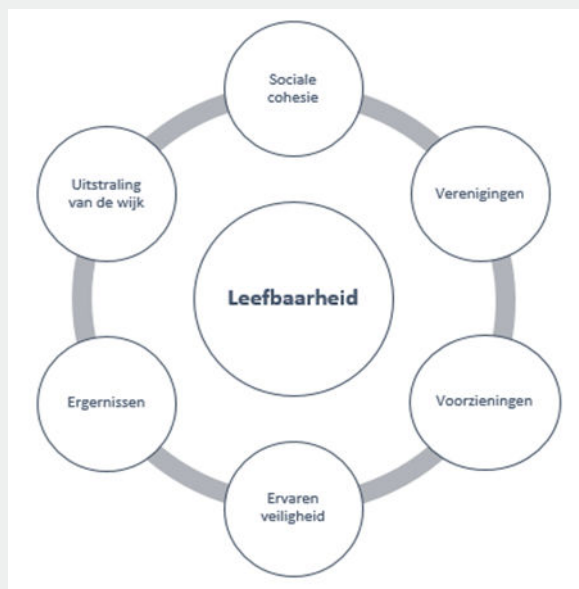 Sociale
cohesie
Uitstraling
van de wijk
Verenigingen
Leefbaarheid
Ergernissen
Voorzieningen
Ervaren
veiligheid